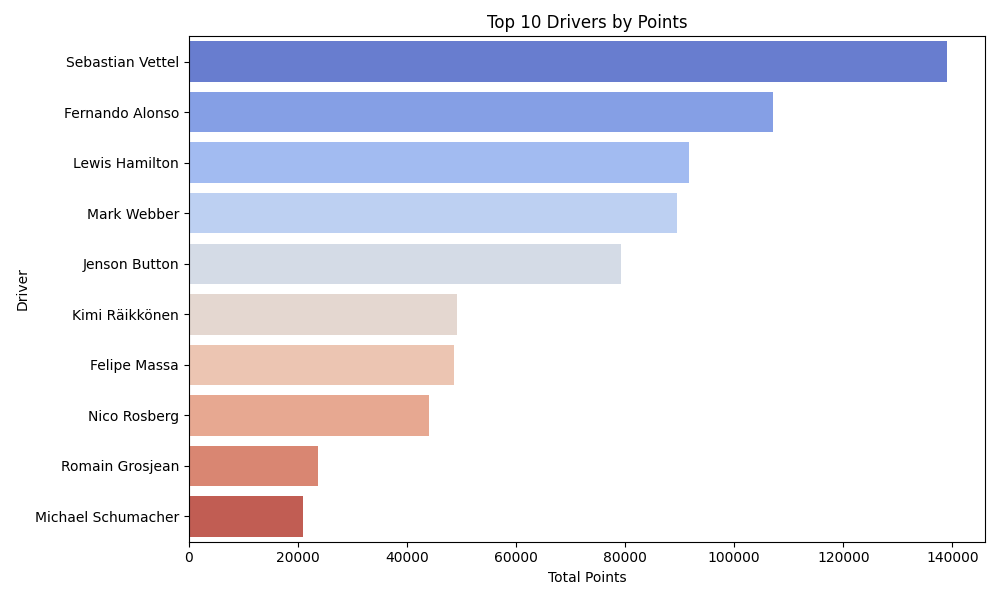 Top 10 Drivers by Points
Driver
Sebastian Vettel
Fernando Alonso
Lewis Hamilton
Mark Webber
Jenson Button
Kimi Räikkönen
Felipe Massa
Nico Rosberg
Romain Grosjean
Michael Schumacher
0 20000 40000 60000 80000 100000 120000 140000
Total Points